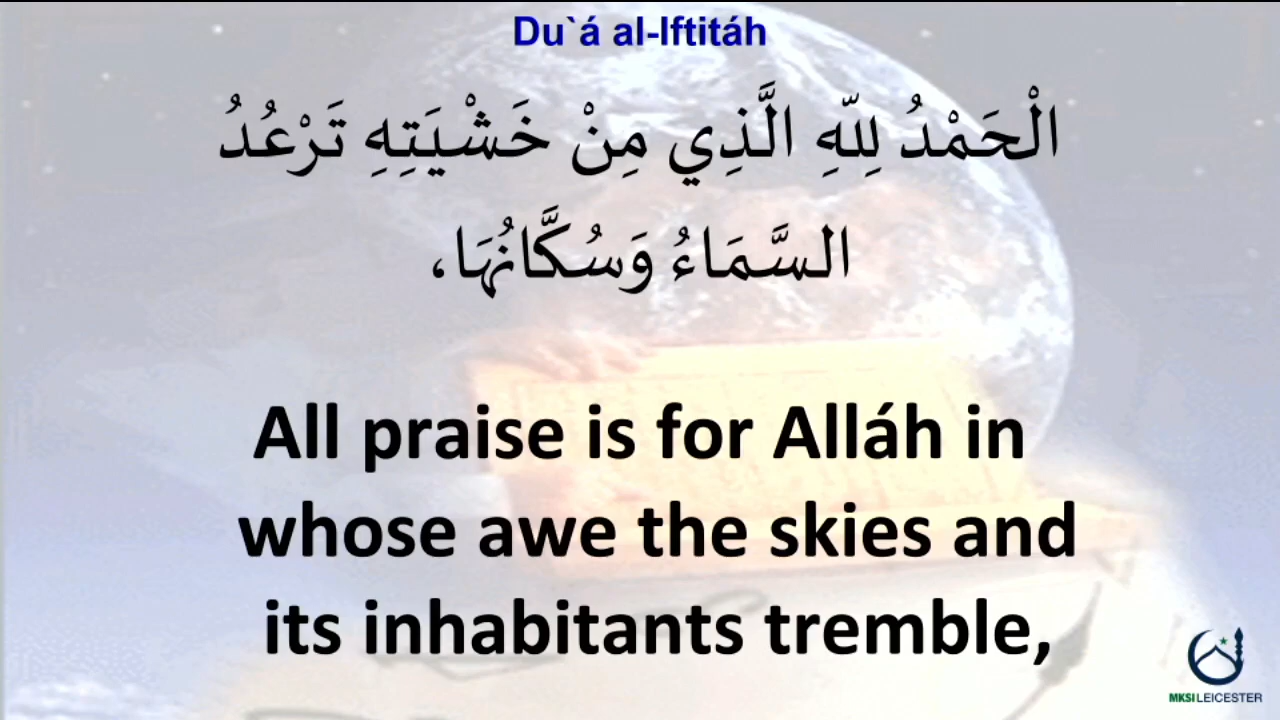 Du`á al-Iftitáh
الْحَمْدُ لِلّهِ الَّذِي مِنْ خَشْيَتِهِ تَرْعُدُ
السَّمَاءُ وَسُكَّانُهَا،
All praise is for Alláh in
whose awe the skies and
its inhabitants tremble,
MKSI LEICESTER